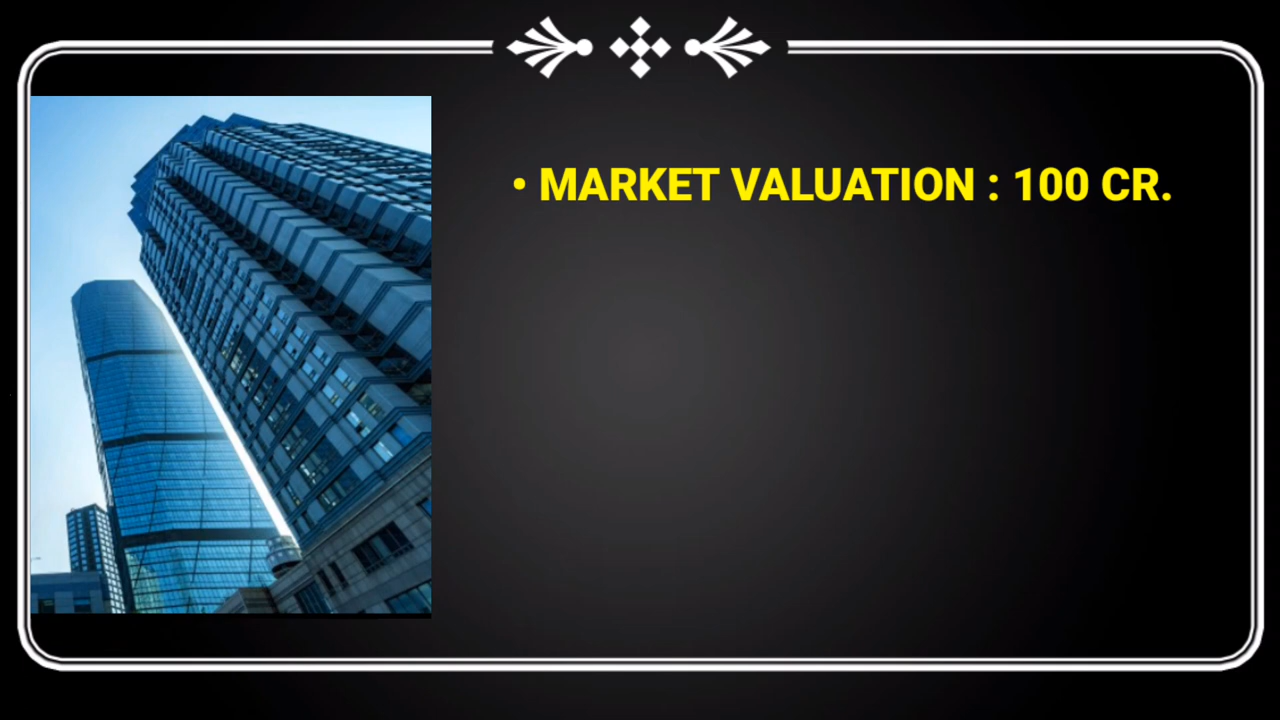 • MARKET VALUATION : 100 CR.